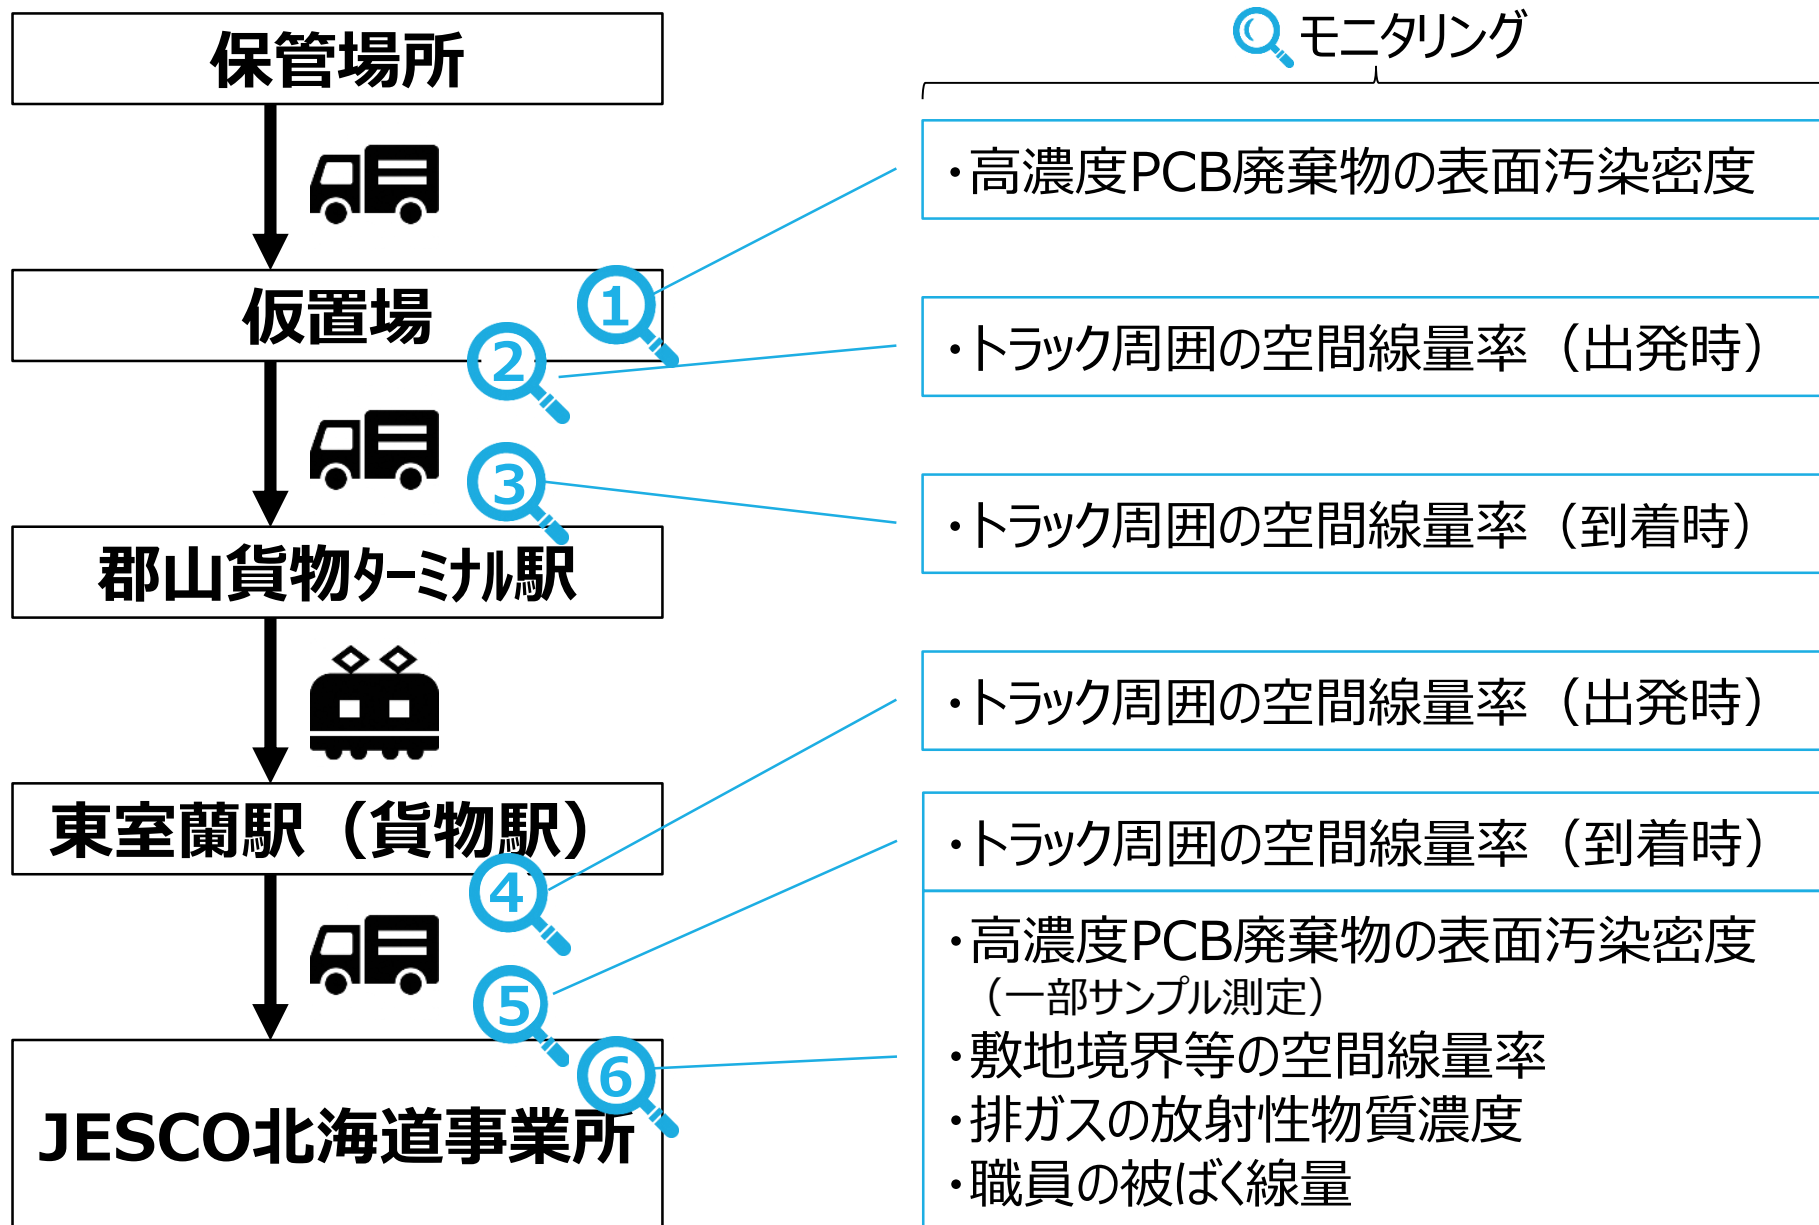 保管場所
仮置場
郡山貨物ﾀｰﾐﾅﾙ駅
東室蘭駅（貨物駅）
JESCO北海道事業所
モニタリング
①
・高濃度PCB廃棄物の表面汚染密度
②
・トラック周囲の空間線量率（出発時）
③
・トラック周囲の空間線量率（到着時）
④
・トラック周囲の空間線量率（出発時）
⑤
・トラック周囲の空間線量率（到着時）
⑥
・高濃度PCB廃棄物の表面汚染密度
（一部サンプル測定）
・敷地境界等の空間線量率
・排ガスの放射性物質濃度
・職員の被ばく線量